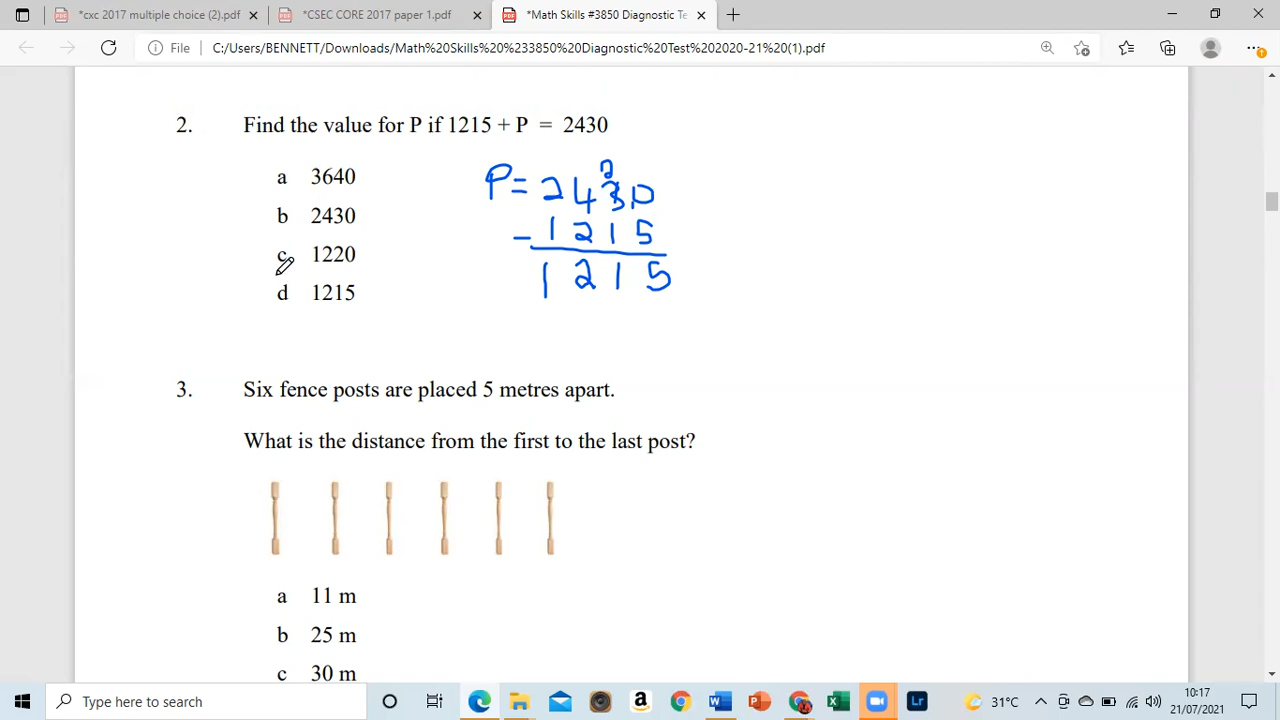 *cxc 2017 multiple choice (2).pdf
*CSEC CORE 2017 paper 1.pdf
*Math Skills #3850 Diagnostic Te
File
C:/Users/BENNETT/Downloads/Math%20Skills%20%233850%20Diagnostic%20Test%2020-21%20(1).pdf
2. Find the value for P if 1215 + P = 2430
a 3640
b 2430
c 1220
d 1215
2
P = 2430
- 1215
1215
3. Six fence posts are placed 5 metres apart.
What is the distance from the first to the last post?
a 11 m
b 25 m
c 30 m
Type here to search
Lr
31°C
10:17
21/07/2021